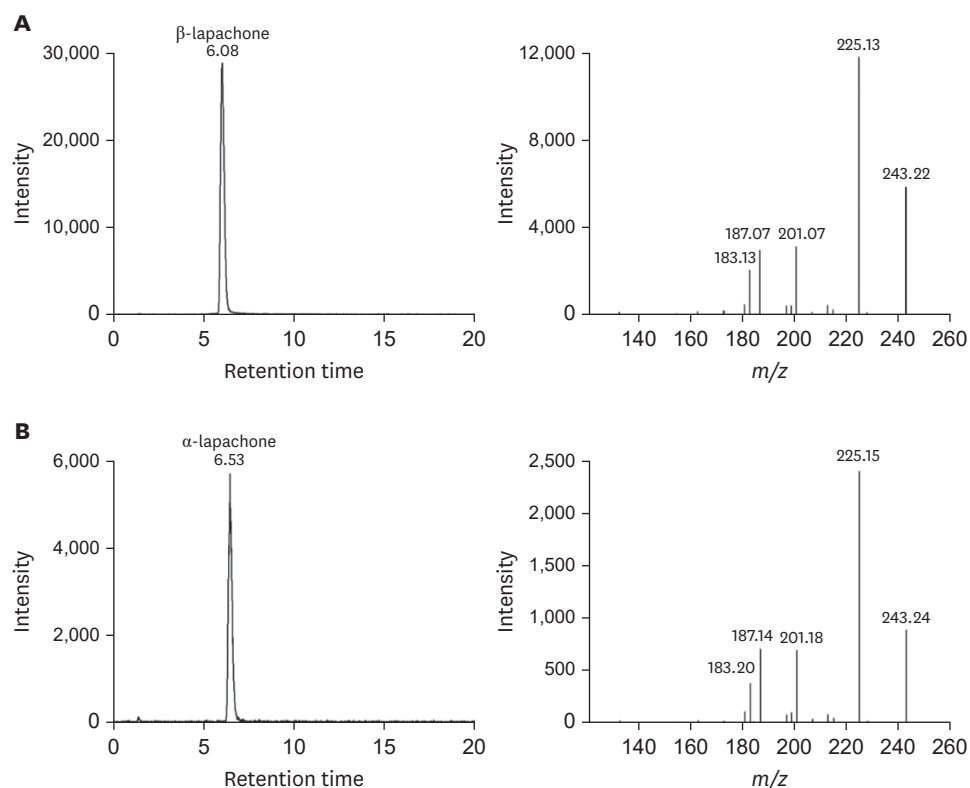 A
β-lapachone
6.08
30,000
20,000
10,000
0
Intensity
0 5 10 15 20
Retention time
12,000
8,000
4,000
0
Intensity
225.13
243.22
187.07 201.07
183.13
140 160 180 200 220 240 260
m/z
B
α-lapachone
6.53
6,000
4,000
2,000
0
Intensity
0 5 10 15 20
Retention time
2,500
2,000
1,500
1,000
500
0
Intensity
225.15
243.24
187.14 201.18
183.20
140 160 180 200 220 240 260
m/z